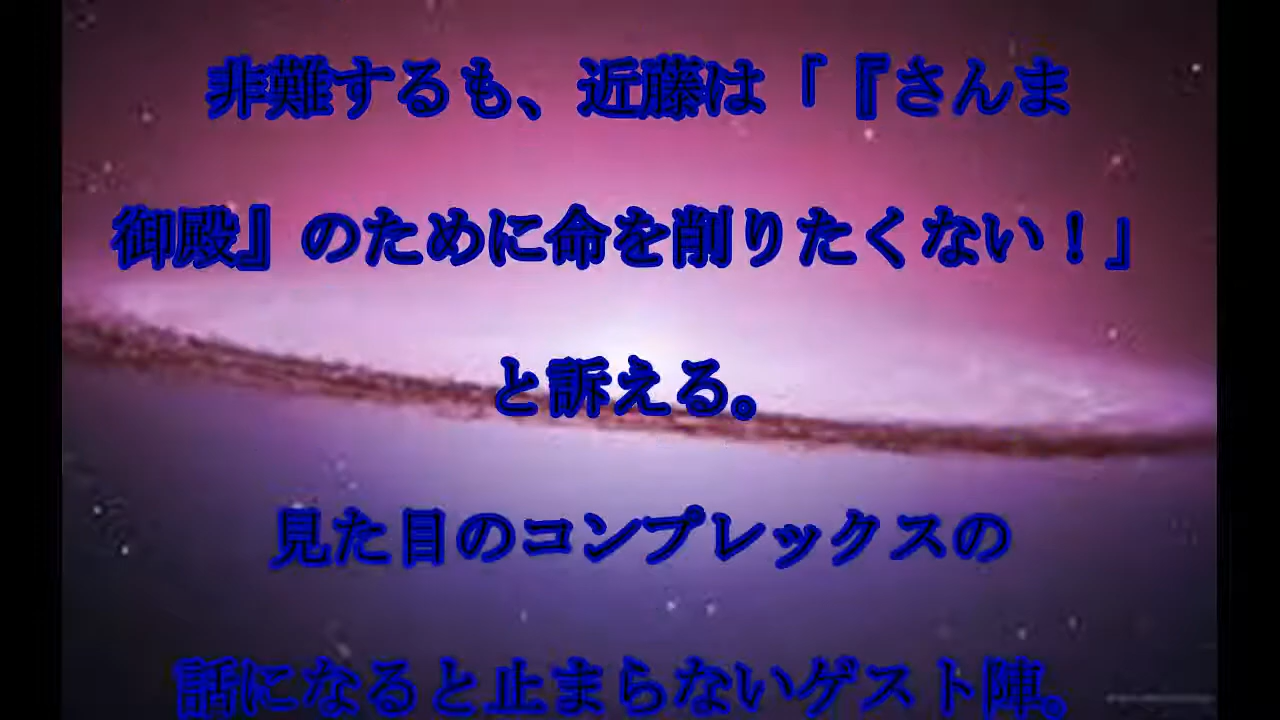 非難するも、近藤は「『さんま
御殿』のために命を削りたくない！」
と訴える。
見た目のコンプレックスの
話になると止まらないゲスト陣。